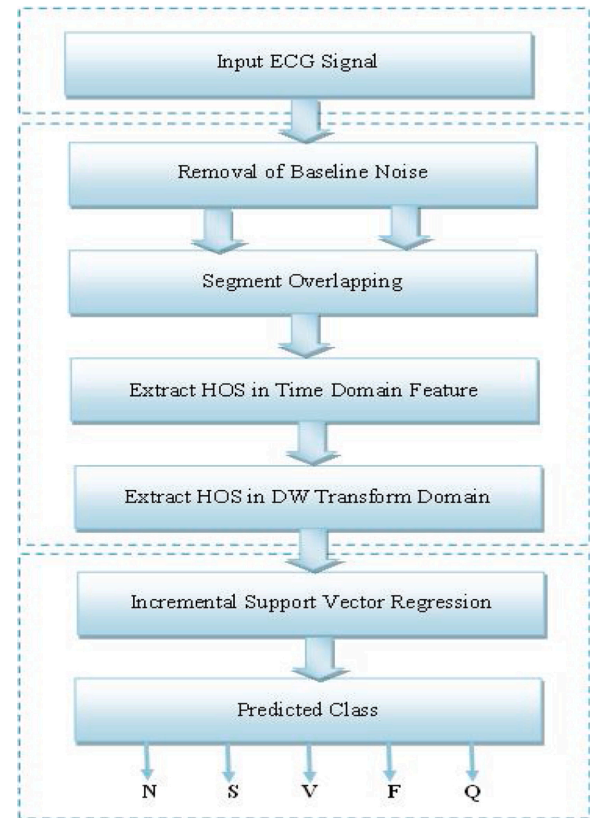 Input ECG Signal
Removal of Baseline Noise
Segment Overlapping
Extract HOS in Time Domain Feature
Extract HOS in DW Transform Domain
Incremental Support Vector Regression
Predicted Class
N S V F Q